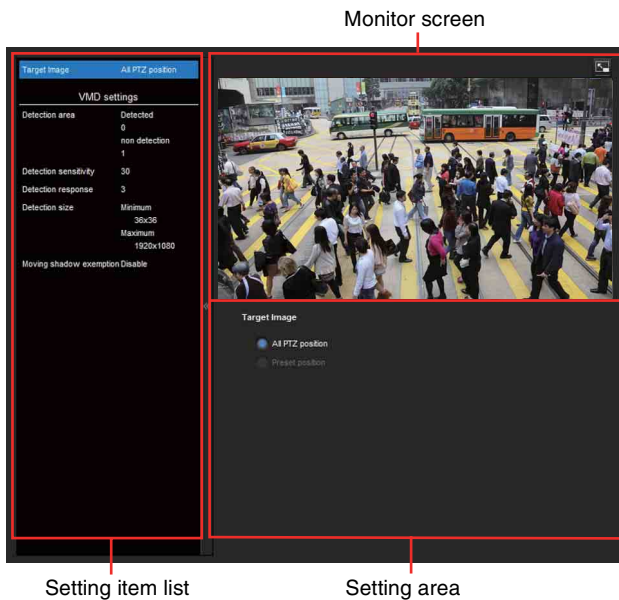 Monitor screen
Target Image All PTZ position
VMD settings
Detection area Detected
0
non detection
1
Detection sensitivity 30
Detection response 3
Detection size Minimum
36x36
Maximum
1920x1080
Moving shadow exemption Disable
Target Image
All PTZ position
Preset position
Setting item list
Setting area